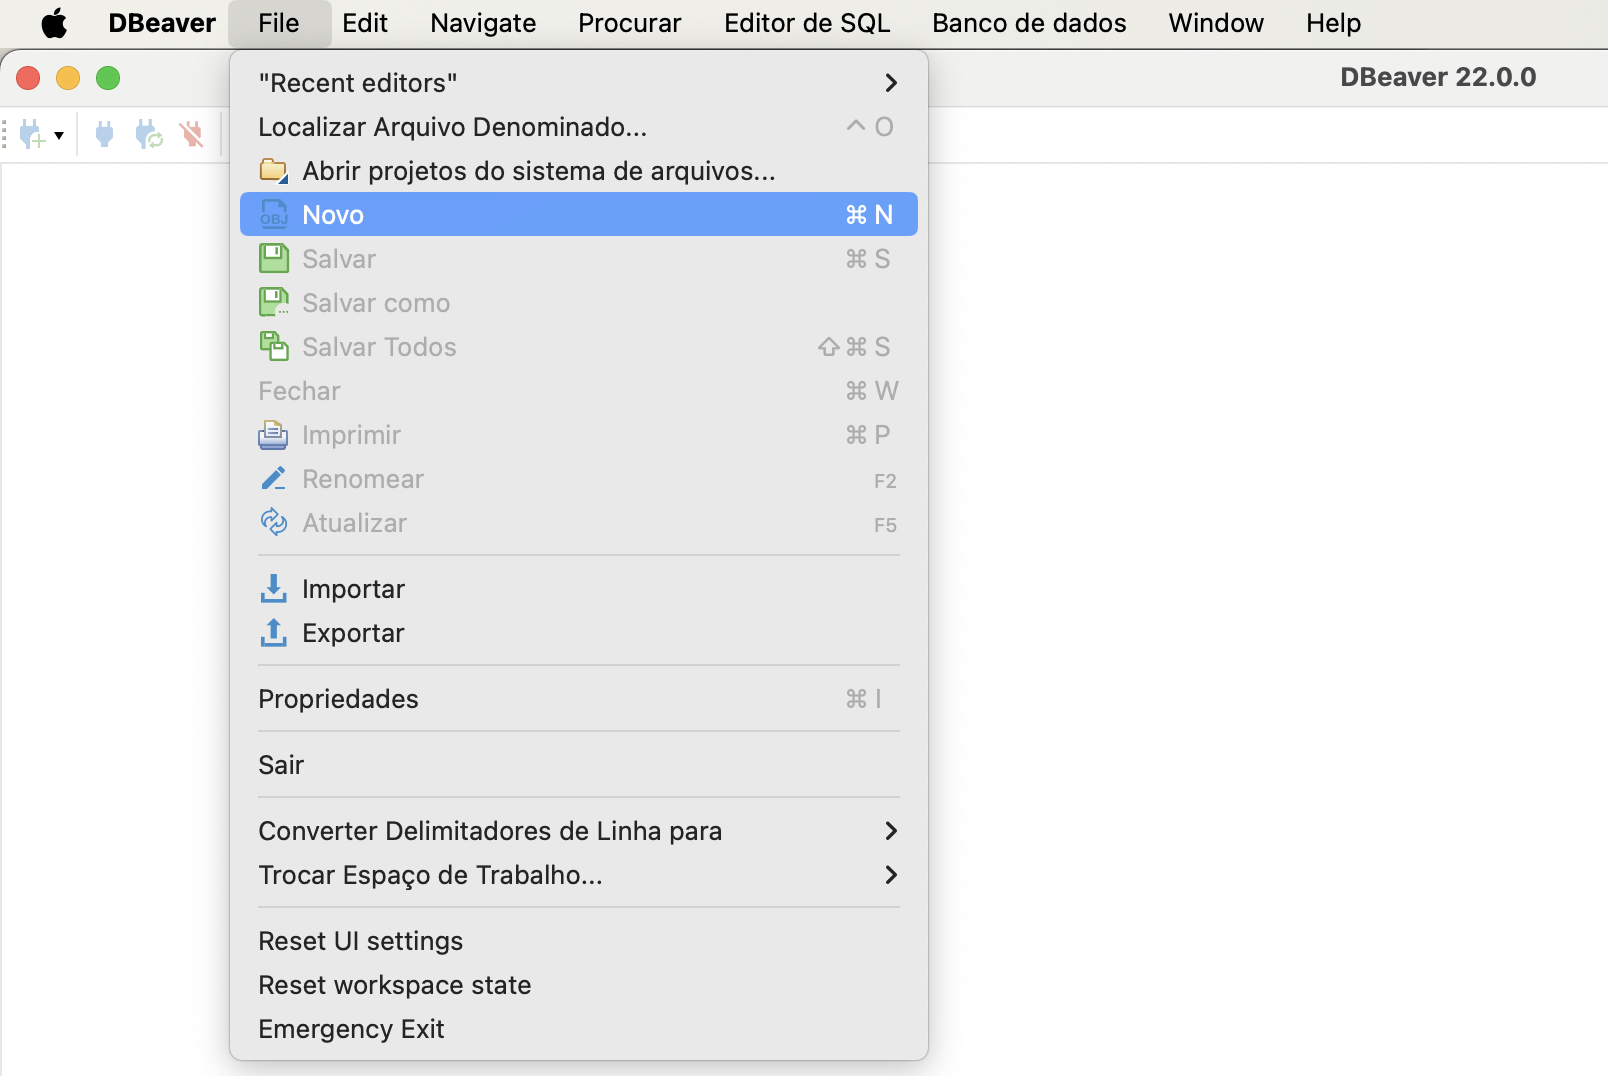 DBeaver File Edit Navigate Procurar Editor de SQL Banco de dados Window Help
DBeaver 22.0.0
"Recent editors"
Localizar Arquivo Denominado... ^ O
Abrir projetos do sistema de arquivos...
OBJ Novo ⌘ N
Salvar ⌘ S
Salvar como
Salvar Todos ⇧ ⌘ S
Fechar ⌘ W
Imprimir ⌘ P
Renomear F2
Atualizar F5
Importar
Exportar
Propriedades ⌘ I
Sair
Converter Delimitadores de Linha para
Trocar Espaço de Trabalho...
Reset UI settings
Reset workspace state
Emergency Exit